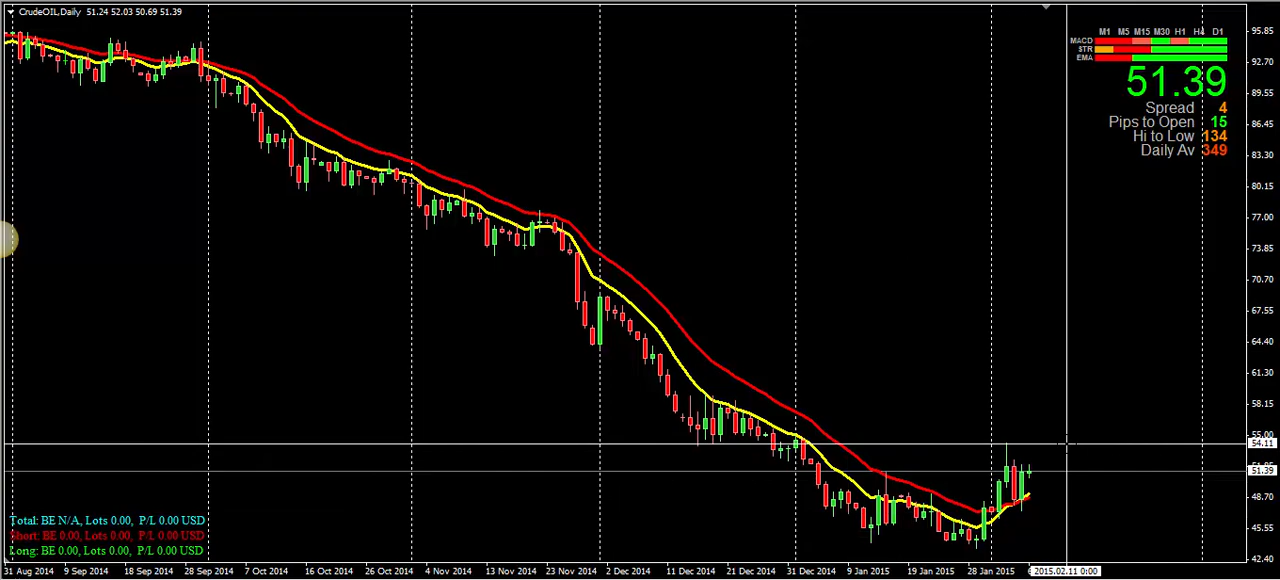 CrudeOIL,Daily 51.24 52.03 50.69 51.39
M1 M5 M15 M30 H1 H4 D1
MACD
STR
EMA
51.39
Spread 4
Pips to Open 15
Hi to Low 134
Daily Av 349
95.85
92.70
89.55
86.45
83.30
80.15
77.00
73.85
70.70
67.55
64.40
61.30
58.15
55.00
54.11
51.39
48.70
45.55
42.40
Total: BE N/A, Lots 0.00, P/L 0.00 USD
Short: BE 0.00, Lots 0.00, P/L 0.00 USD
Long: BE 0.00, Lots 0.00, P/L 0.00 USD
31 Aug 2014 9 Sep 2014 18 Sep 2014 28 Sep 2014 7 Oct 2014 16 Oct 2014 26 Oct 2014 4 Nov 2014 13 Nov 2014 23 Nov 2014 2 Dec 2014 11 Dec 2014 21 Dec 2014 31 Dec 2014 9 Jan 2015 19 Jan 2015 28 Jan 2015 2015.02.11 0:00